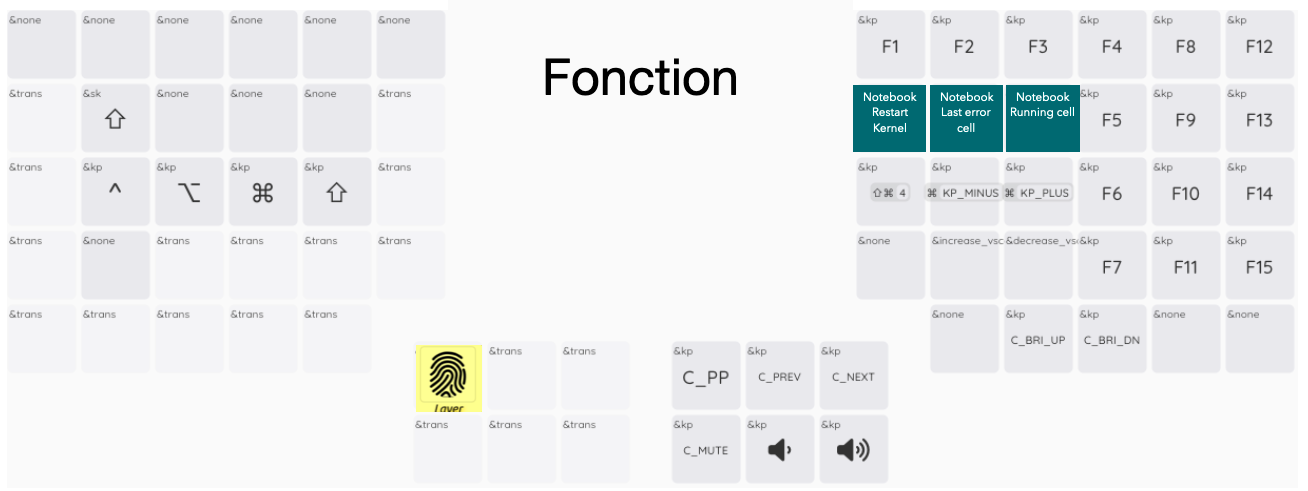 &none &none &none &none &none &none
Fonction
&kp &kp &kp &kp &kp &kp
F1 F2 F3 F4 F8 F12
&trans &sk &none &none &none &trans
⇧
Notebook Restart Kernel
Notebook Last error cell
Notebook Running cell
&kp &kp &kp
F5 F9 F13
&trans &kp &kp &kp &kp &trans
^ ⌥ ⌘ ⇧
&kp &kp &kp &kp &kp &kp
⇧⌘ 4 ⌘ KP_MINUS ⌘ KP_PLUS F6 F10 F14
&trans &none &trans &trans &trans &trans
&none &increase_vsc &decrease_vs &kp &kp &kp
F7 F11 F15
&trans &trans &trans &trans &trans
&none &kp &kp &none &none
C_BRI_UP C_BRI_DN
Layer
&trans &trans
&kp &kp &kp
C_PP C_PREV C_NEXT
&trans &trans &trans
&kp &kp &kp
C_MUTE